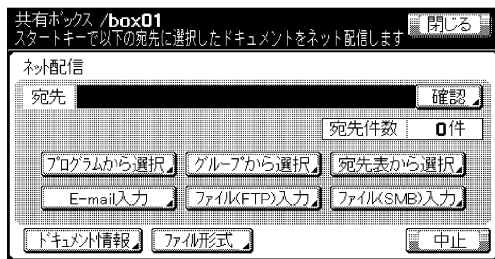 共有ボックス /box01
スタートキーで以下の宛先に選択したドキュメントをネット配信します
閉じる
ネット配信
宛先
確認
宛先件数 0件
プログラムから選択 グループから選択 宛先表から選択
E-mail入力 ファイル(FTP)入力 ファイル(SMB)入力
ドキュメント情報 ファイル形式 中止